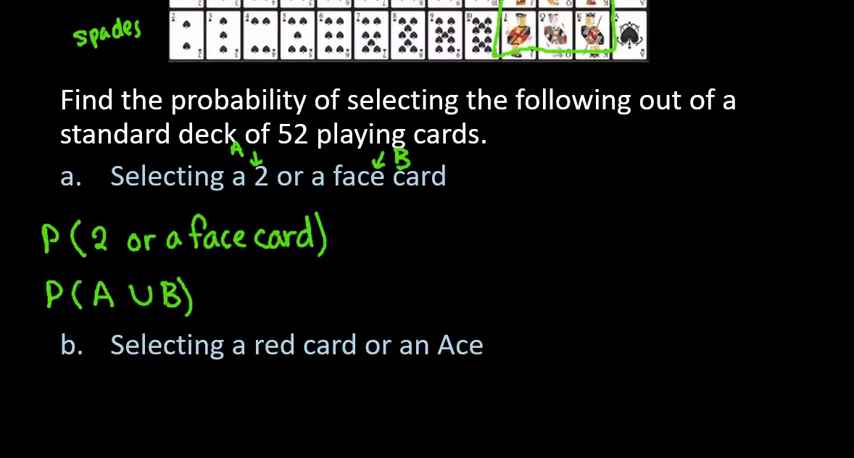 spades
Find the probability of selecting the following out of a
standard deck of 52 playing cards.
A B
a. Selecting a 2 or a face card
P(2 or a face card)
P(A ∪ B)
b. Selecting a red card or an Ace